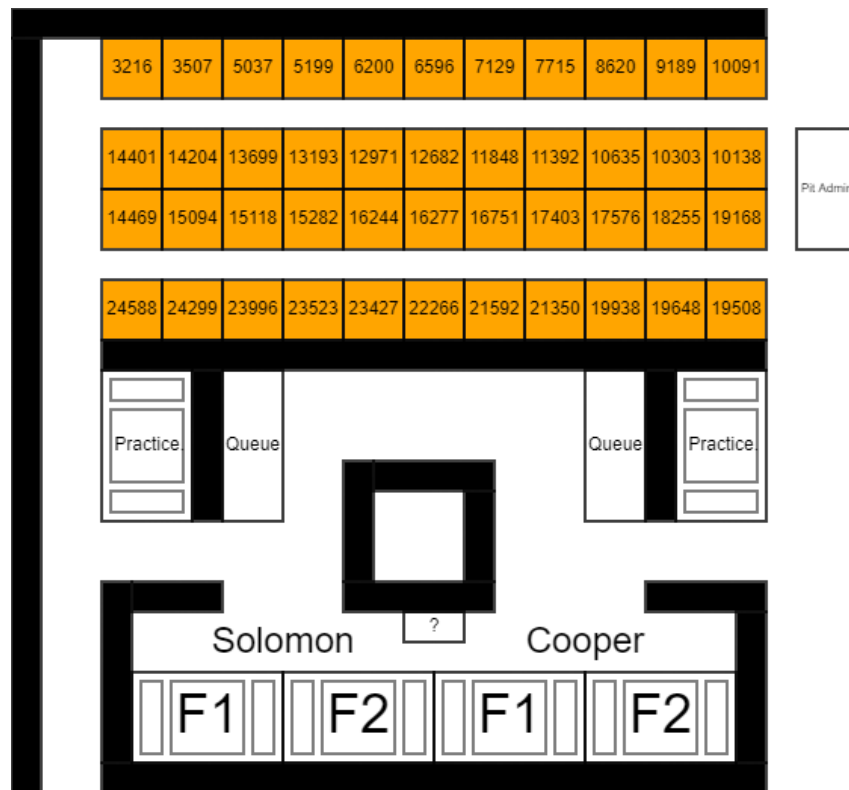 3216 3507 5037 5199 6200 6596 7129 7715 8620 9189 10091
14401 14204 13699 13193 12971 12682 11848 11392 10635 10303 10138
Pit Admin
14469 15094 15118 15282 16244 16277 16751 17403 17576 18255 19168
24588 24299 23996 23523 23427 22266 21592 21350 19938 19648 19508
Practice. Queue Queue Practice.
?
Solomon Cooper
F1 F2 F1 F2